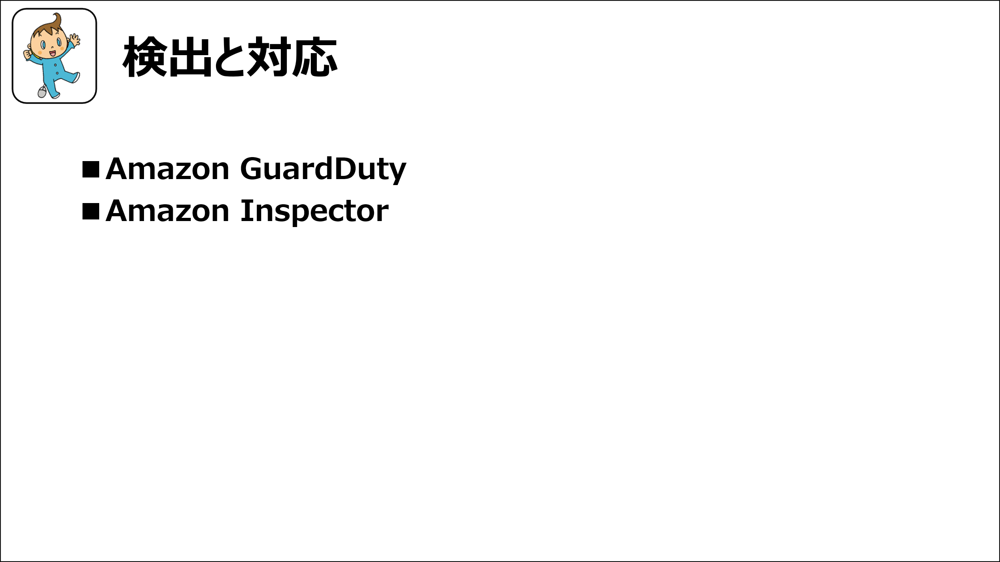 検出と対応
■Amazon GuardDuty
■Amazon Inspector